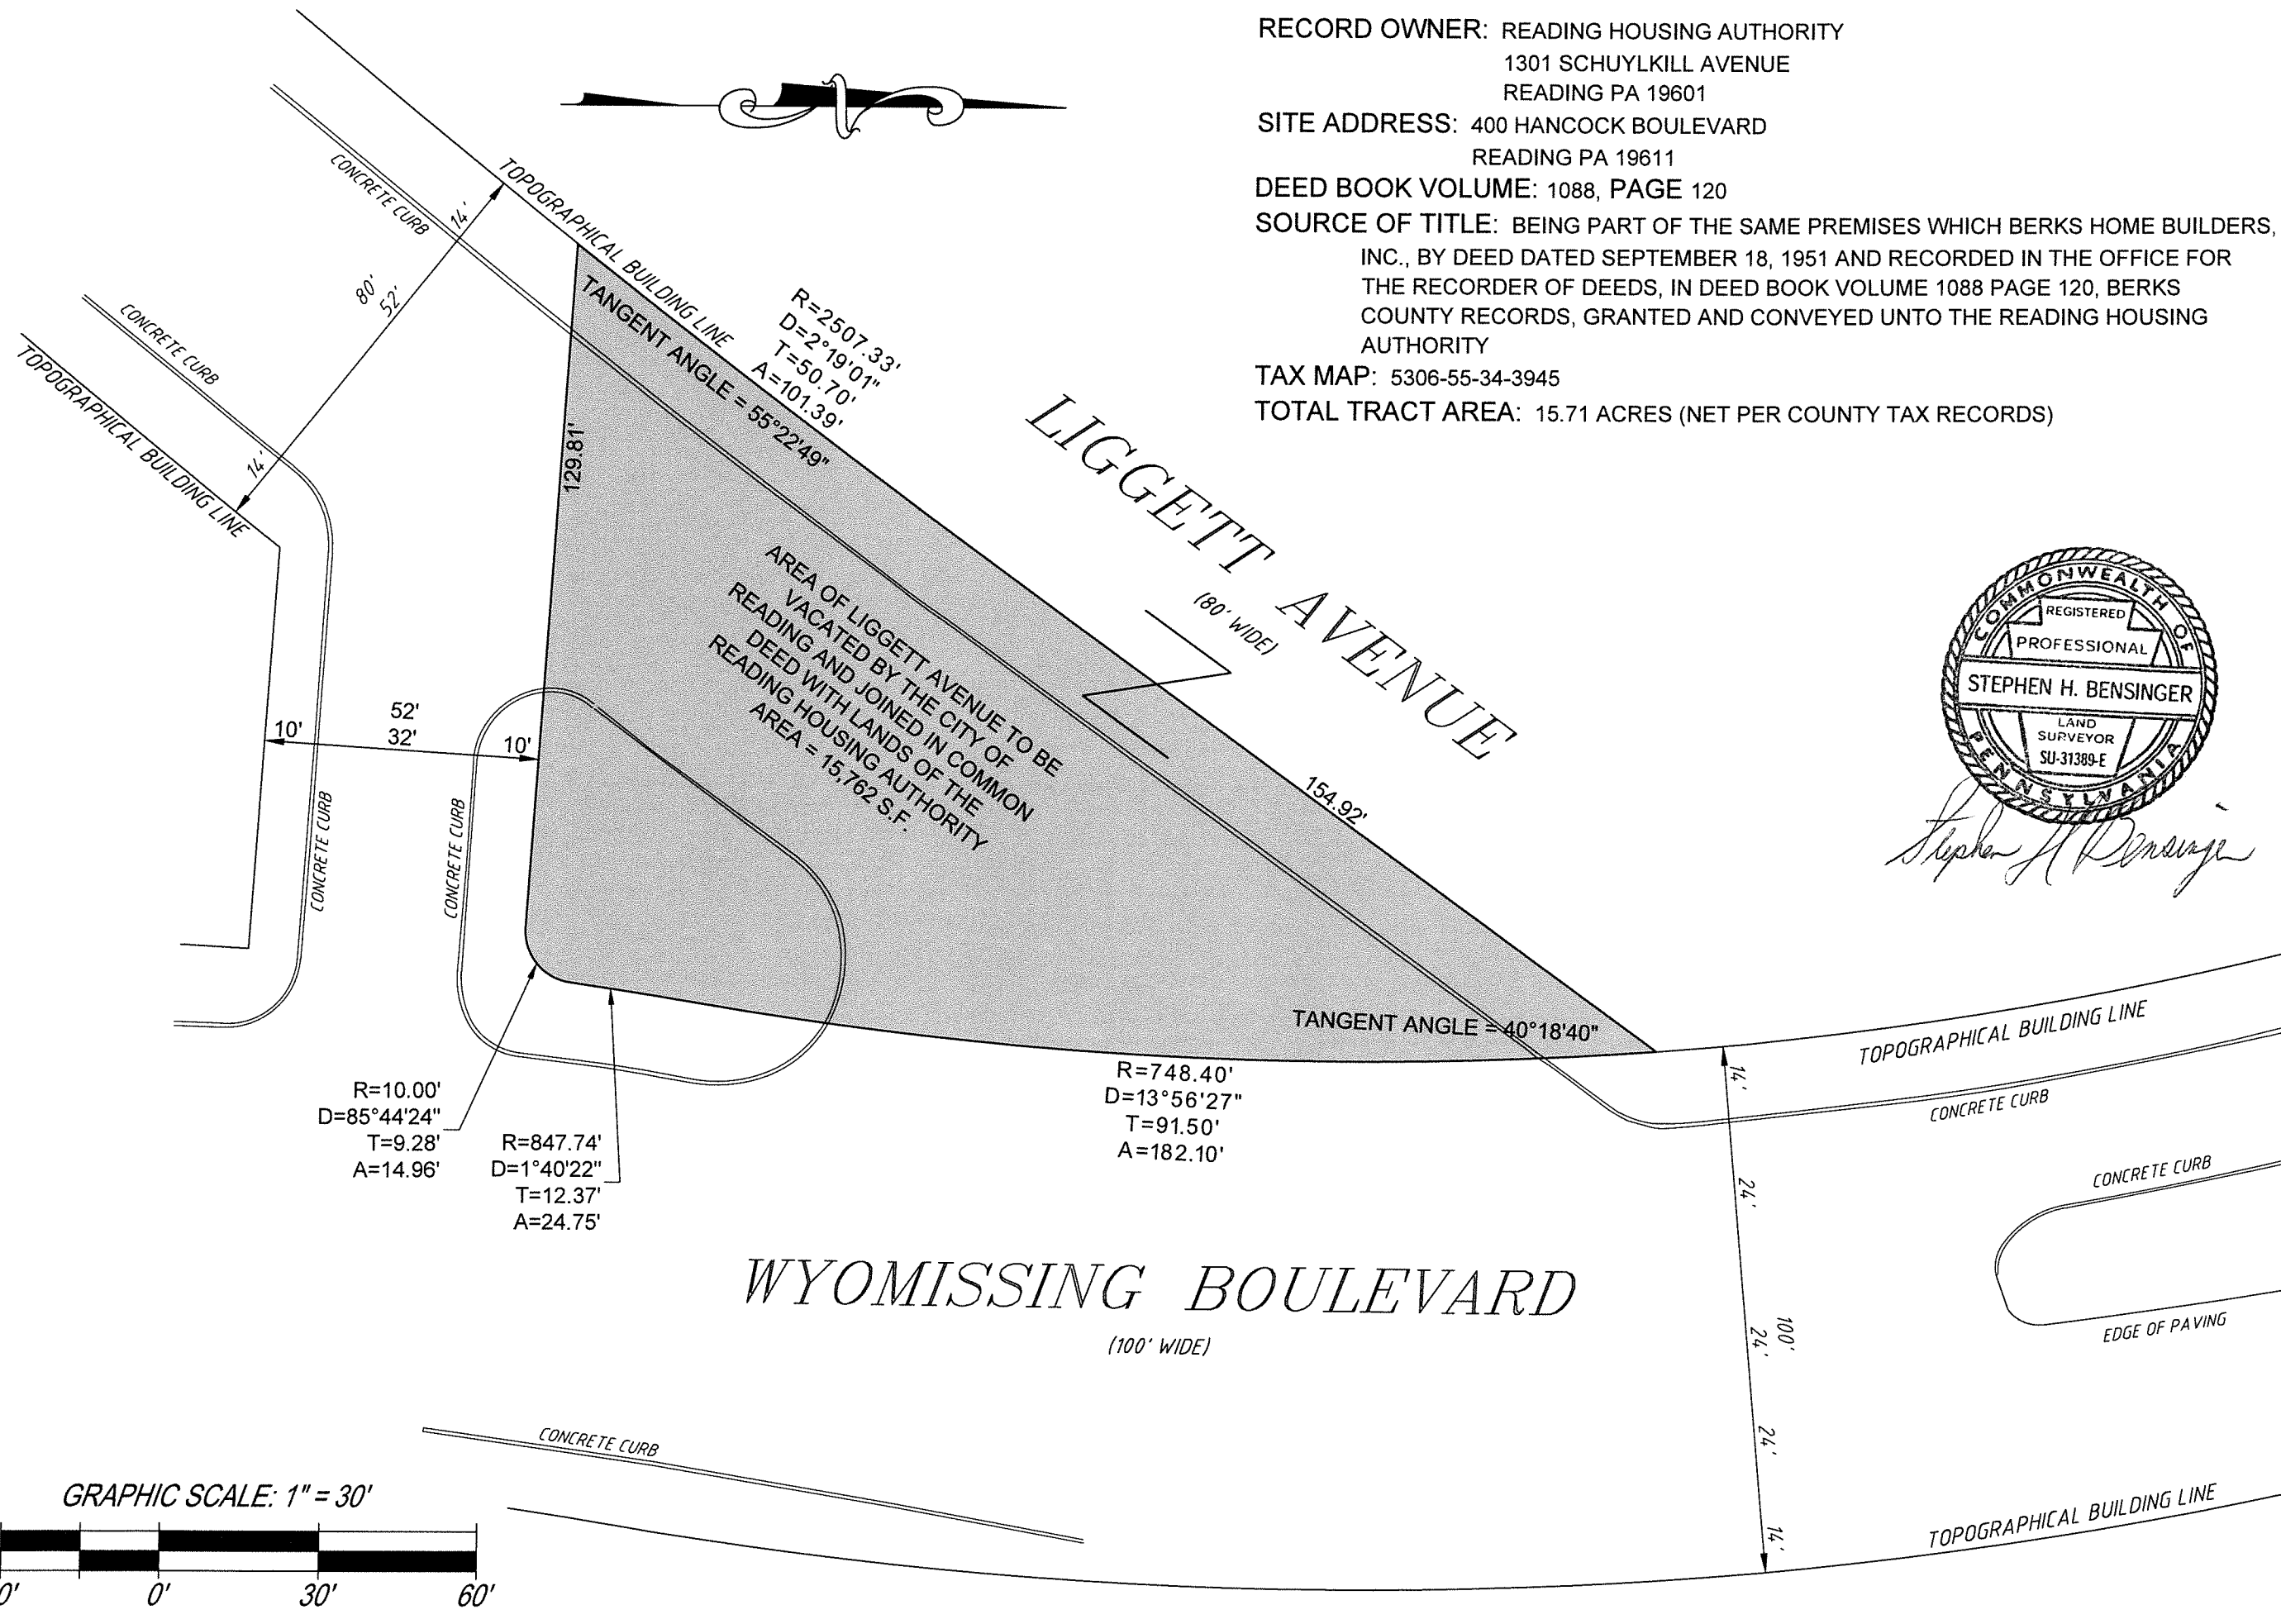 RECORD OWNER: READING HOUSING AUTHORITY
1301 SCHUYLKILL AVENUE
READING PA 19601
SITE ADDRESS: 400 HANCOCK BOULEVARD
READING PA 19611
DEED BOOK VOLUME: 1088, PAGE 120
SOURCE OF TITLE: BEING PART OF THE SAME PREMISES WHICH BERKS HOME BUILDERS,
INC., BY DEED DATED SEPTEMBER 18, 1951 AND RECORDED IN THE OFFICE FOR
THE RECORDER OF DEEDS, IN DEED BOOK VOLUME 1088 PAGE 120, BERKS
COUNTY RECORDS, GRANTED AND CONVEYED UNTO THE READING HOUSING
AUTHORITY
TAX MAP: 5306-55-34-3945
TOTAL TRACT AREA: 15.71 ACRES (NET PER COUNTY TAX RECORDS)
N
CONCRETE CURB
TOPOGRAPHICAL BUILDING LINE
14'
80'
52'
14'
CONCRETE CURB
TOPOGRAPHICAL BUILDING LINE
TANGENT ANGLE = 55°22'49"
R=2507.33'
D=2°19'01"
T=50.70'
A=101.39'
129.81'
LIGGETT AVENUE
(80' WIDE)
Z
154.92'
AREA OF LIGGETT AVENUE TO BE
VACATED BY THE CITY OF
READING AND JOINED IN COMMON
DEED WITH LANDS OF THE
READING HOUSING AUTHORITY
AREA = 15,762 S.F.
10'
52'
32'
10'
CONCRETE CURB
CONCRETE CURB
COMMONWEALTH OF
REGISTERED
PROFESSIONAL
STEPHEN H. BENSINGER
LAND
SURVEYOR
SU-31389-E
PENNSYLVANIA
Stephen H Bensinger
TANGENT ANGLE = 40°18'40"
R=10.00'
D=85°44'24"
T=9.28'
A=14.96'
R=847.74'
D=1°40'22"
T=12.37'
A=24.75'
R=748.40'
D=13°56'27"
T=91.50'
A=182.10'
TOPOGRAPHICAL BUILDING LINE
CONCRETE CURB
CONCRETE CURB
EDGE OF PAVING
14'
24'
100'
24'
24'
14'
WYOMISSING BOULEVARD
(100' WIDE)
CONCRETE CURB
TOPOGRAPHICAL BUILDING LINE
GRAPHIC SCALE: 1" = 30'
0' 0' 30' 60'